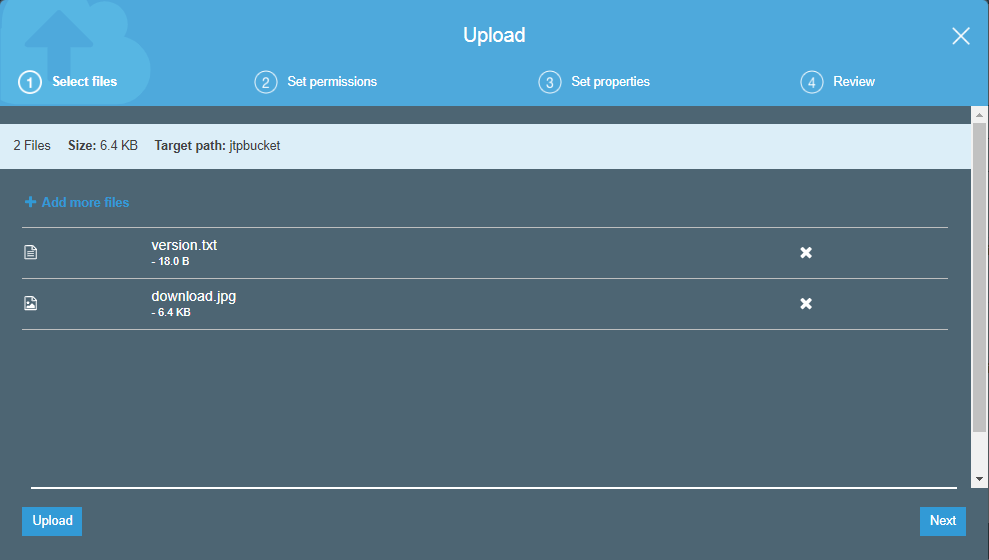 Upload
1 Select files 2 Set permissions 3 Set properties 4 Review
2 Files Size: 6.4 KB Target path: jtpbucket
Add more files
version.txt
- 18.0 B
download.jpg
- 6.4 KB
Upload Next